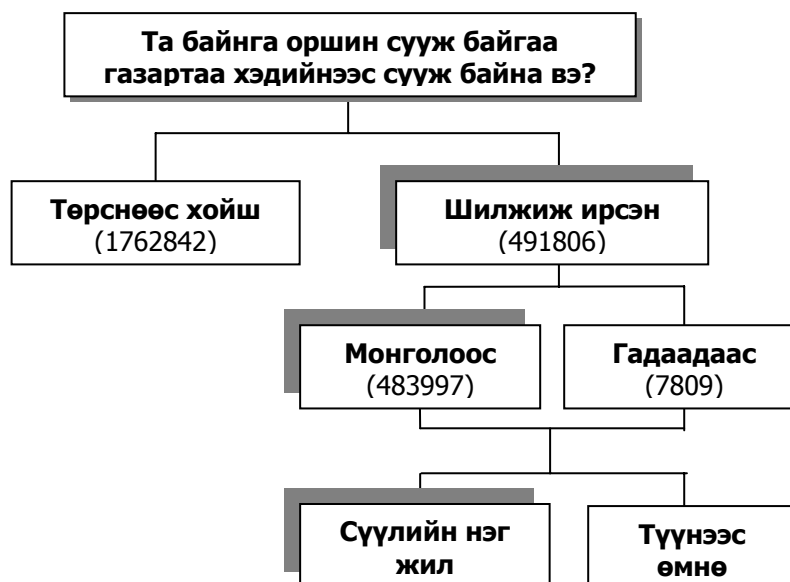 Та байнга оршин сууж байгаа
газартаа хэдийнээс сууж байна вэ?
Төрснөөс хойш
(1762842)
Шилжиж ирсэн
(491806)
Монголоос
(483997)
Гадаадаас
(7809)
Сүүлийн нэг
жил
Түүнээс
өмнө